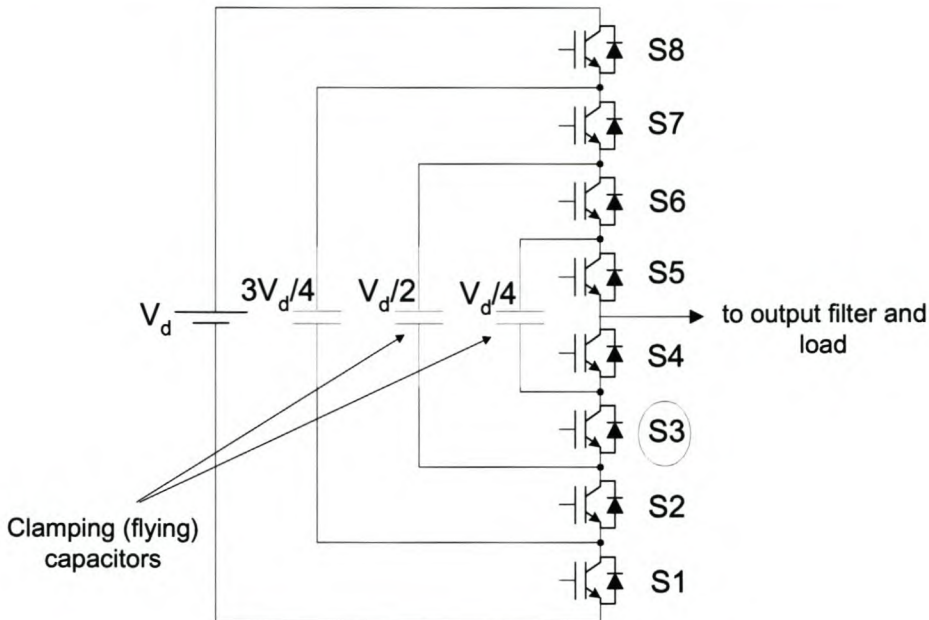 S8
S7
S6
3V_d/4
V_d/2
V_d/4
S5
V_d
to output filter and
load
S4
S3
Clamping (flying)
capacitors
S2
S1